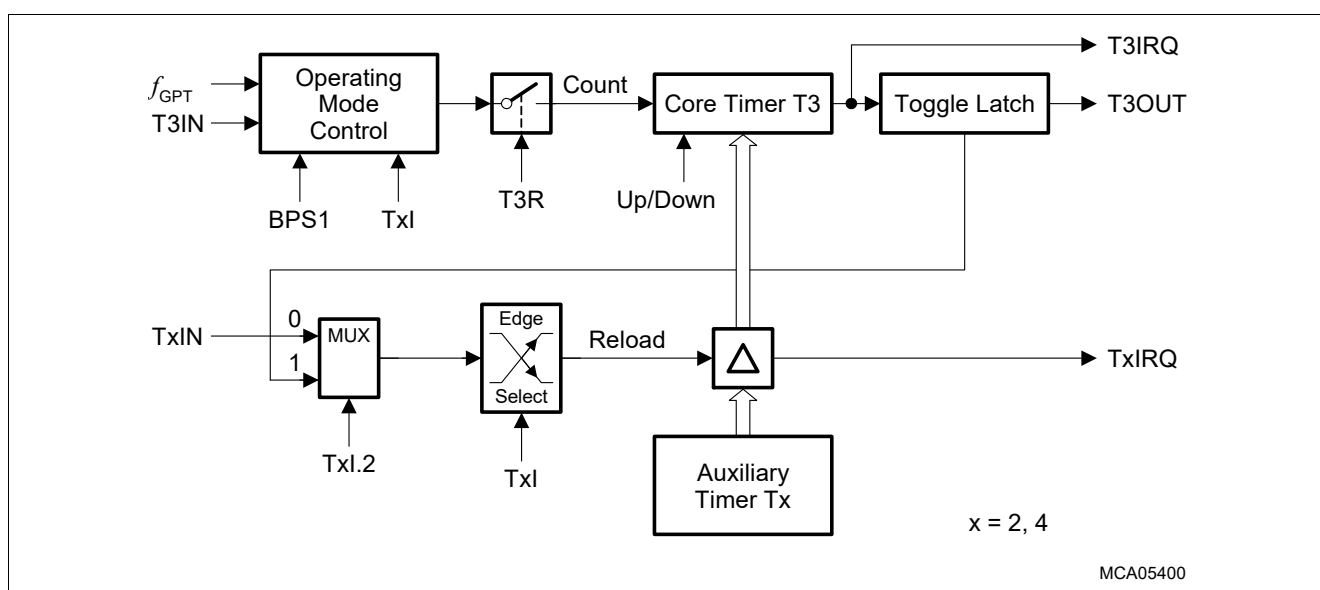 T3IRQ
fGPT
T3IN
Operating
Mode
Control
Count
Core Timer T3
Toggle Latch
T3OUT
BPS1
TxI
T3R
Up/Down
TxIN
0
1
MUX
Edge
Select
Reload
TxIRQ
TxI.2
TxI
Auxiliary
Timer Tx
x = 2, 4
MCA05400